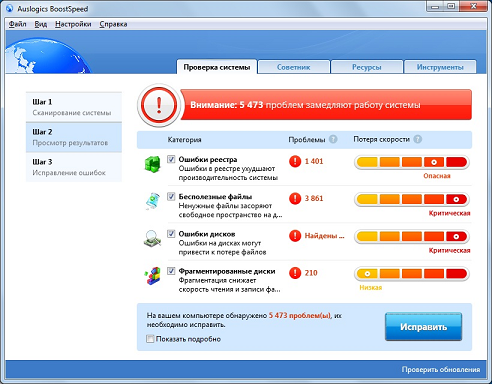 Auslogics BoostSpeed
Файл Вид Настройки Справка
Проверка системы Советник Ресурсы Инструменты
Шаг 1
Сканирование системы
Шаг 2
Просмотр результатов
Шаг 3
Исправление ошибок
Внимание: 5 473 проблем замедляют работу системы
Категория Проблемы ? Потеря скорости ?
Ошибки реестра
Ошибки в реестре ухудшают
производительность системы
1 401
Опасная
Бесполезные файлы
Ненужные файлы засоряют
свободное пространство на д...
3 861
Критическая
Ошибки дисков
Ошибки на дисках могут
привести к потере файлов
Найдены ...
Критическая
Фрагментированные диски
Фрагментация снижает
скорость чтения и записи фа...
210
Низкая
На вашем компьютере обнаружено 5 473 проблем(ы), их
необходимо исправить.
Показать подробно
Исправить
Проверить обновления